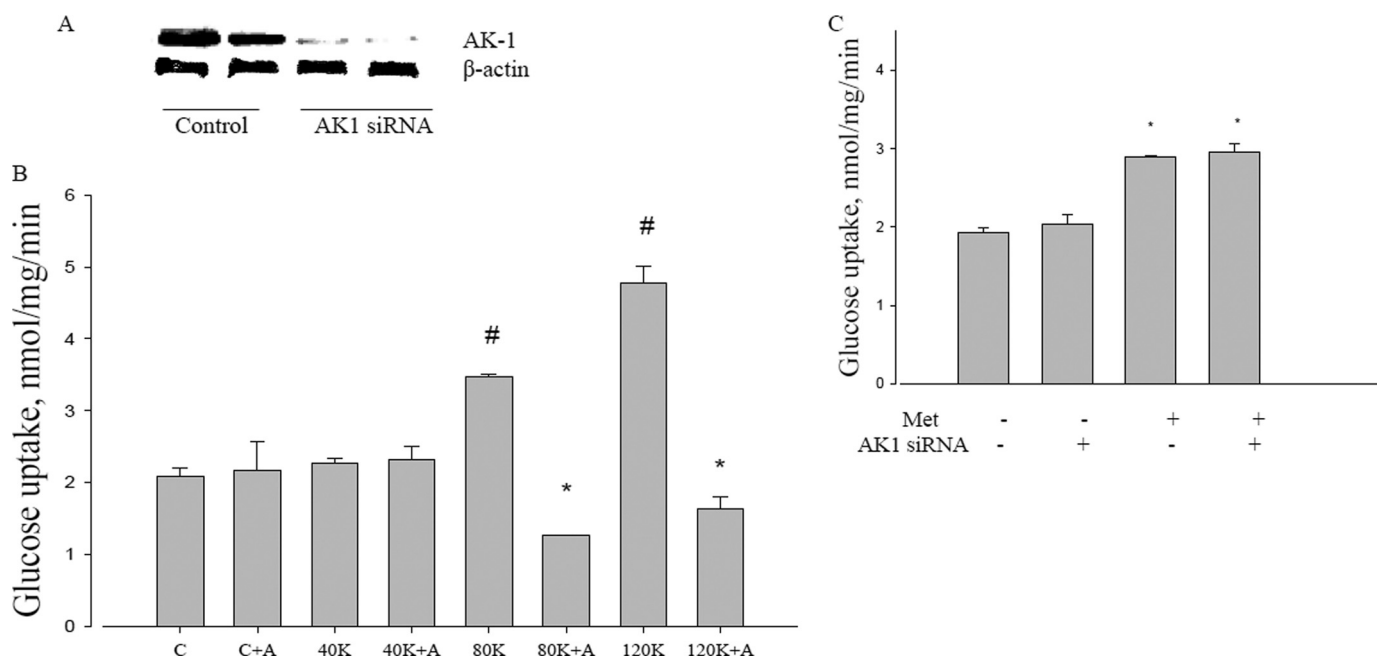 A
AK-1
β-actin
Control AK1 siRNA
B
Glucose uptake, nmol/mg/min
6
5
4
3
2
1
0
#
#
*
*
C C+A 40K 40K+A 80K 80K+A 120K 120K+A
C
Glucose uptake, nmol/mg/min
4
3
2
1
0
* *
Met - - + +
AK1 siRNA - + - +